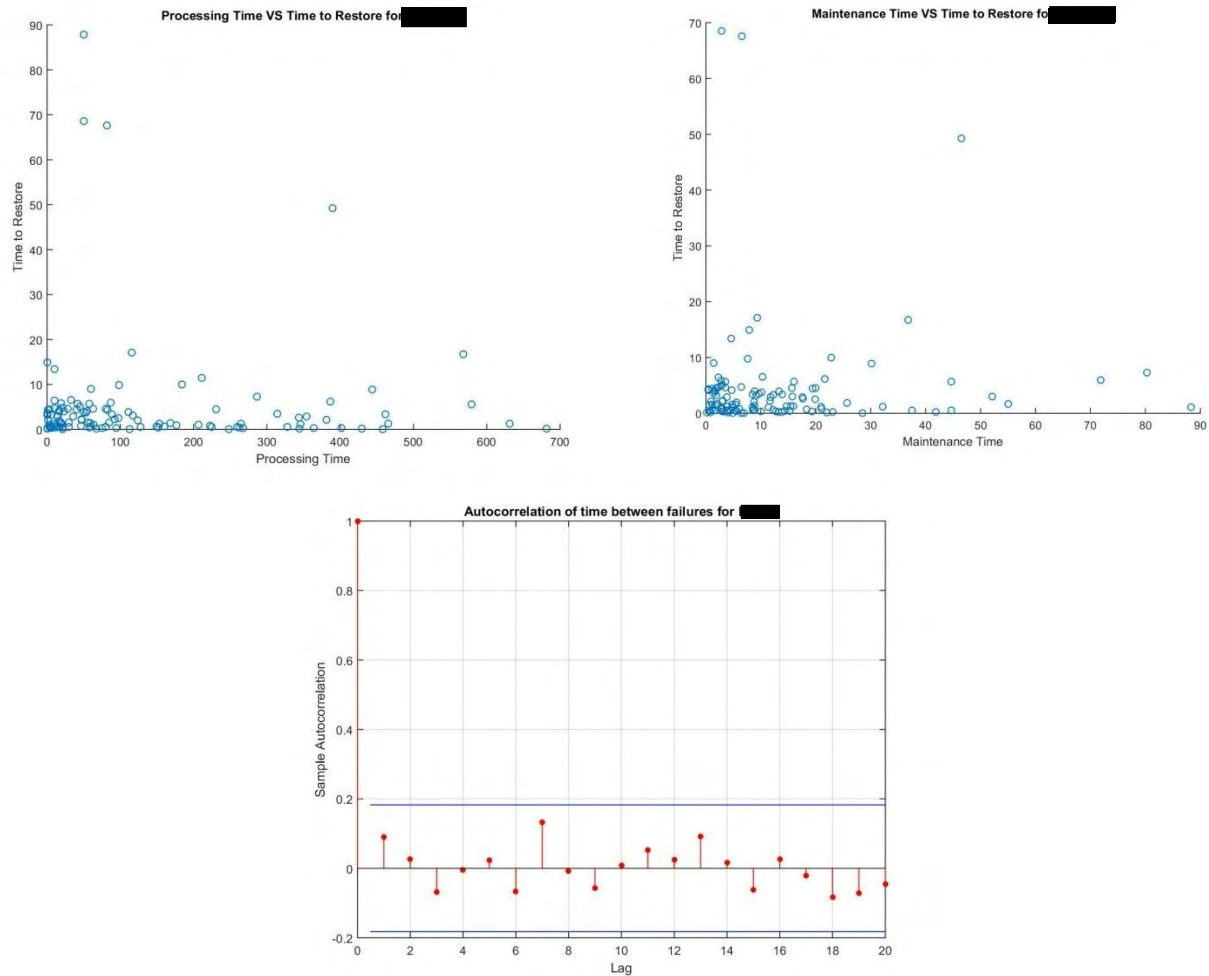 Processing Time VS Time to Restore for
90
80
70
60
50
40
30
20
10
0
Time to Restore
0 100 200 300 400 500 600 700
Processing Time
Maintenance Time VS Time to Restore fo
70
60
50
40
30
20
10
0
Time to Restore
0 10 20 30 40 50 60 70 80 90
Maintenance Time
Autocorrelation of time between failures for
1
0.8
0.6
0.4
0.2
0
-0.2
Sample Autocorrelation
0 2 4 6 8 10 12 14 16 18 20
Lag